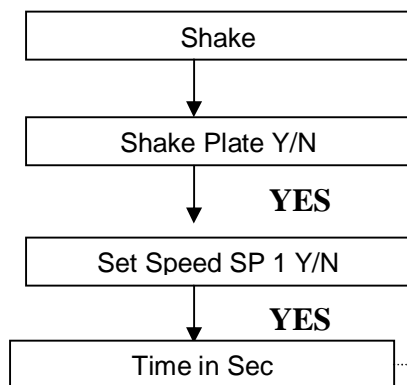 Shake
Shake Plate Y/N
YES
Set Speed SP 1 Y/N
YES
Time in Sec